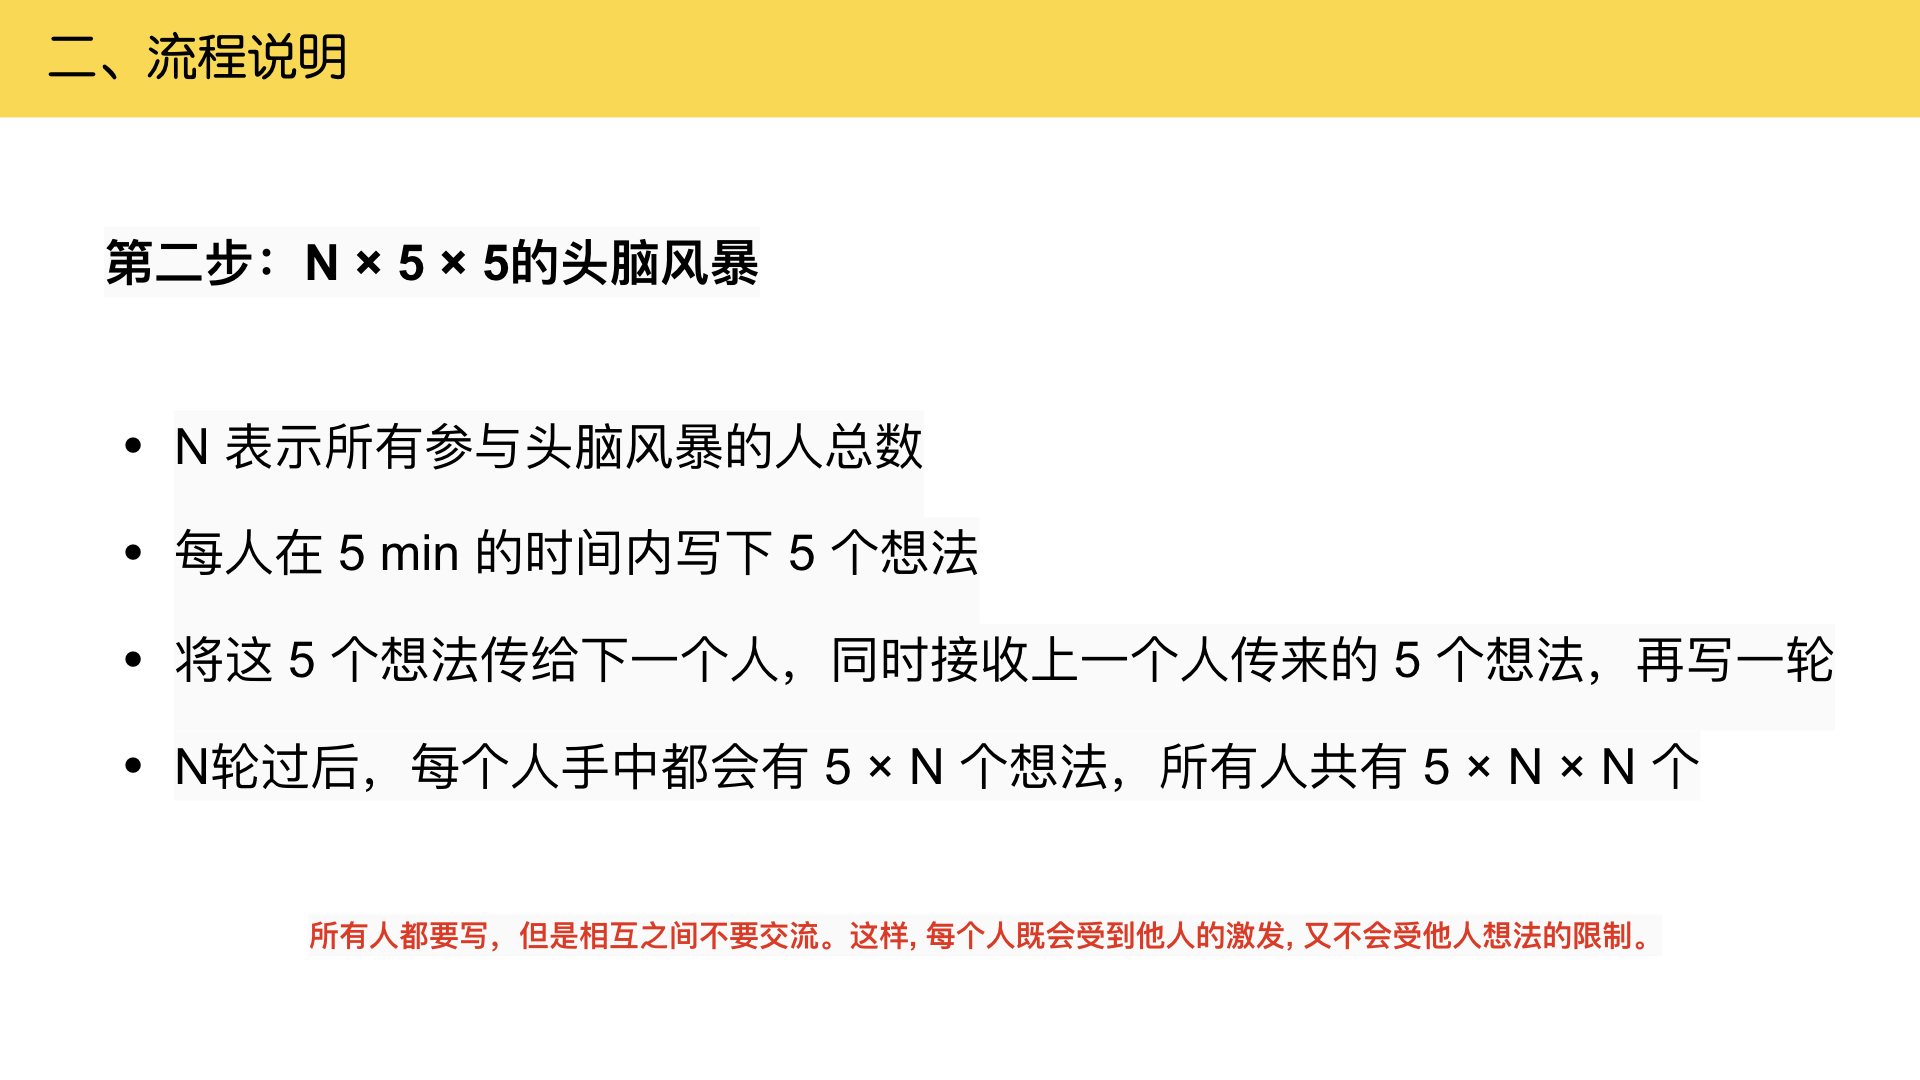 二、流程说明
第二步：N × 5 × 5的头脑风暴
• N 表示所有参与头脑风暴的人总数
• 每人在 5 min 的时间内写下 5 个想法
• 将这 5 个想法传给下一个人，同时接收上一个人传来的 5 个想法，再写一轮
• N轮过后，每个人手中都会有 5 × N 个想法，所有人共有 5 × N × N 个
所有人都要写，但是相互之间不要交流。这样, 每个人既会受到他人的激发, 又不会受他人想法的限制。